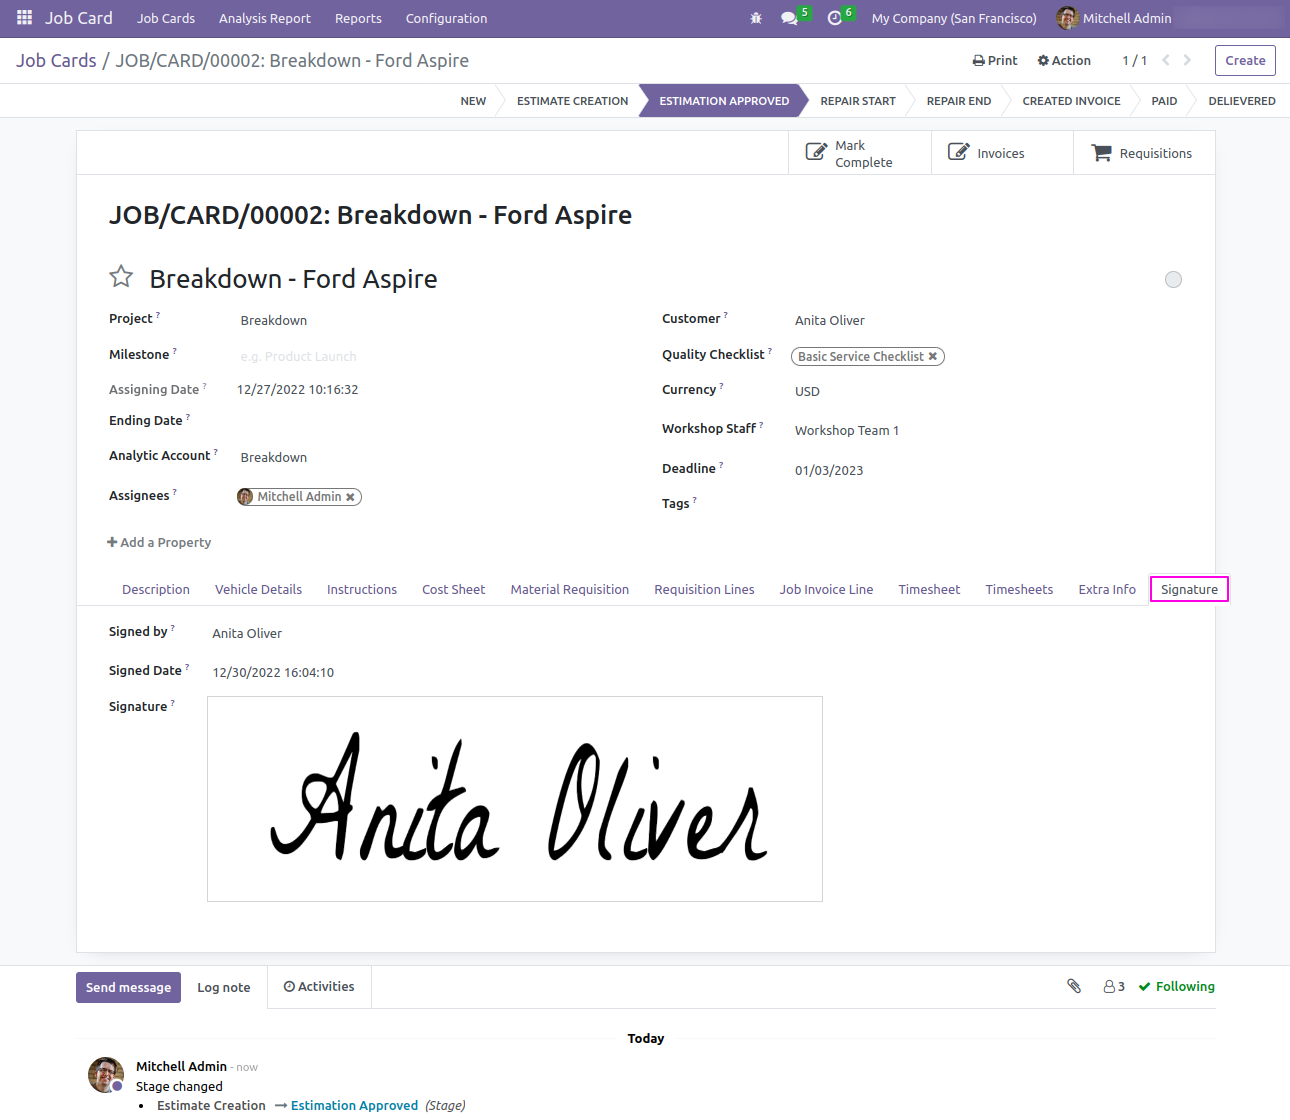 Job Card Job Cards Analysis Report Reports Configuration 5 6 My Company (San Francisco) Mitchell Admin
Job Cards / JOB/CARD/00002: Breakdown - Ford Aspire Print Action 1 / 1 Create
NEW ESTIMATE CREATION ESTIMATION APPROVED REPAIR START REPAIR END CREATED INVOICE PAID DELIEVERED
Mark Complete Invoices Requisitions
JOB/CARD/00002: Breakdown - Ford Aspire
Breakdown - Ford Aspire
Project ? Breakdown Customer ? Anita Oliver
Milestone ? e.g. Product Launch Quality Checklist ? Basic Service Checklist ✖
Assigning Date ? 12/27/2022 10:16:32 Currency ? USD
Ending Date ? Workshop Staff ? Workshop Team 1
Analytic Account ? Breakdown Deadline ? 01/03/2023
Assignees ? Mitchell Admin ✖ Tags ?
+ Add a Property
Description Vehicle Details Instructions Cost Sheet Material Requisition Requisition Lines Job Invoice Line Timesheet Timesheets Extra Info Signature
Signed by ? Anita Oliver
Signed Date ? 12/30/2022 16:04:10
Signature ?
Anita Oliver
Send message Log note Activities 3 Following
Today
Mitchell Admin - now
Stage changed
• Estimate Creation → Estimation Approved (Stage)